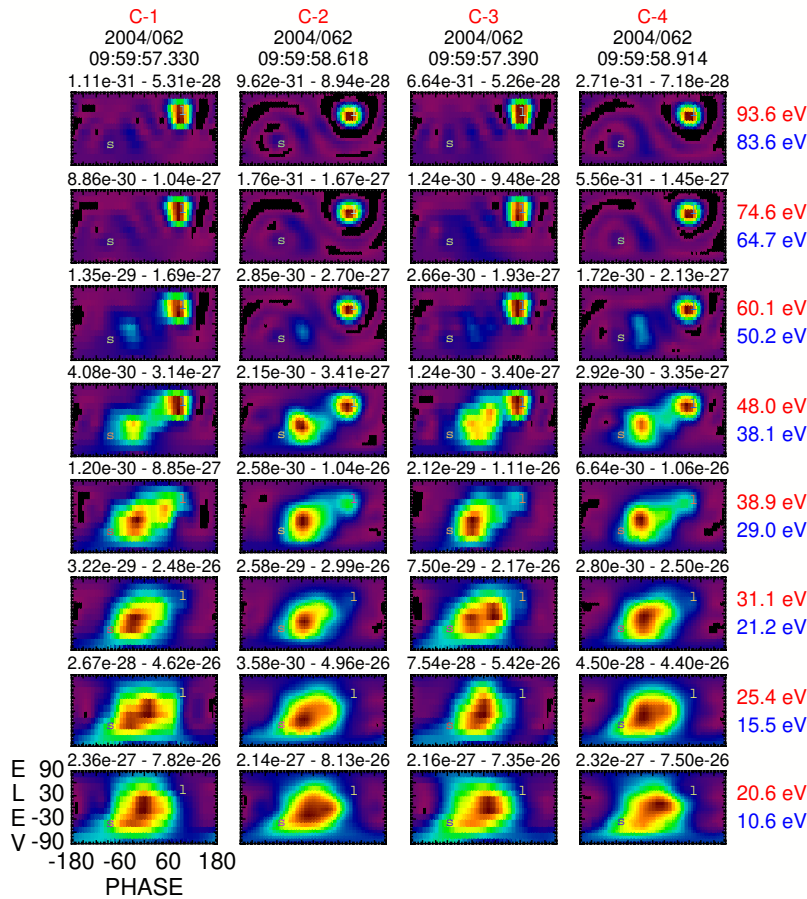 C-1 C-2 C-3 C-4
2004/062 2004/062 2004/062 2004/062
09:59:57.330 09:59:58.618 09:59:57.390 09:59:58.914
1.11e-31 - 5.31e-28 9.62e-31 - 8.94e-28 6.64e-31 - 5.26e-28 2.71e-31 - 7.18e-28
93.6 eV
l
s s s s 83.6 eV
8.86e-30 - 1.04e-27 1.76e-31 - 1.67e-27 1.24e-30 - 9.48e-28 5.56e-31 - 1.45e-27
74.6 eV
s s s s 64.7 eV
1.35e-29 - 1.69e-27 2.85e-30 - 2.70e-27 2.66e-30 - 1.93e-27 1.72e-30 - 2.13e-27
60.1 eV
s s s s 50.2 eV
4.08e-30 - 3.14e-27 2.15e-30 - 3.41e-27 1.24e-30 - 3.40e-27 2.92e-30 - 3.35e-27
48.0 eV
s s s s 38.1 eV
1.20e-30 - 8.85e-27 2.58e-30 - 1.04e-26 2.12e-29 - 1.11e-26 6.64e-30 - 1.06e-26
l 38.9 eV
s s s 29.0 eV
3.22e-29 - 2.48e-26 2.58e-29 - 2.99e-26 7.50e-29 - 2.17e-26 2.80e-30 - 2.50e-26
l l l l 31.1 eV
21.2 eV
2.67e-28 - 4.62e-26 3.58e-30 - 4.96e-26 7.54e-28 - 5.42e-26 4.50e-28 - 4.40e-26
l l l l 25.4 eV
s s s s 15.5 eV
2.36e-27 - 7.82e-26 2.14e-27 - 8.13e-26 2.16e-27 - 7.35e-26 2.32e-27 - 7.50e-26
E 90
L 30 l l l l 20.6 eV
E -30 s s s s 10.6 eV
V -90
-180 -60 60 180
PHASE